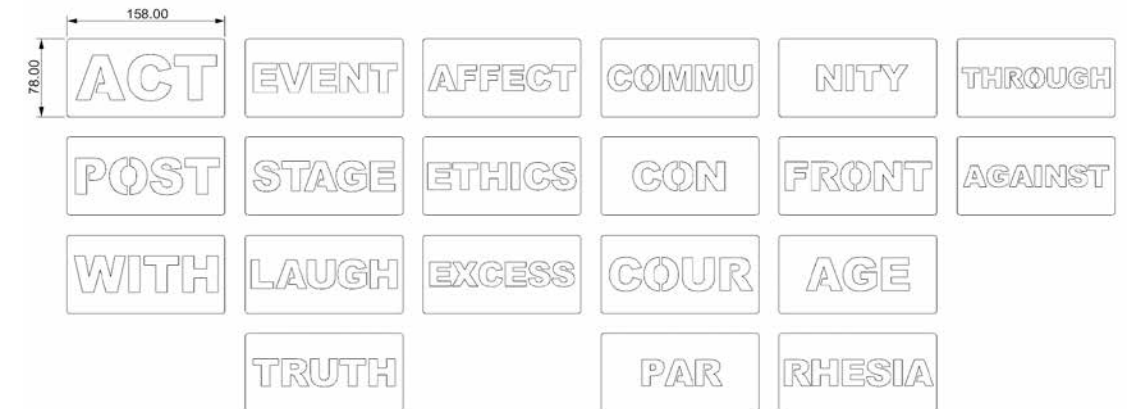 158.00
78.00
ACT EVENT AFFECT COMMU NITY THROUGH
POST STAGE ETHICS CON FRONT AGAINST
WITH LAUGH EXCESS COUR AGE
TRUTH PAR RHESIA